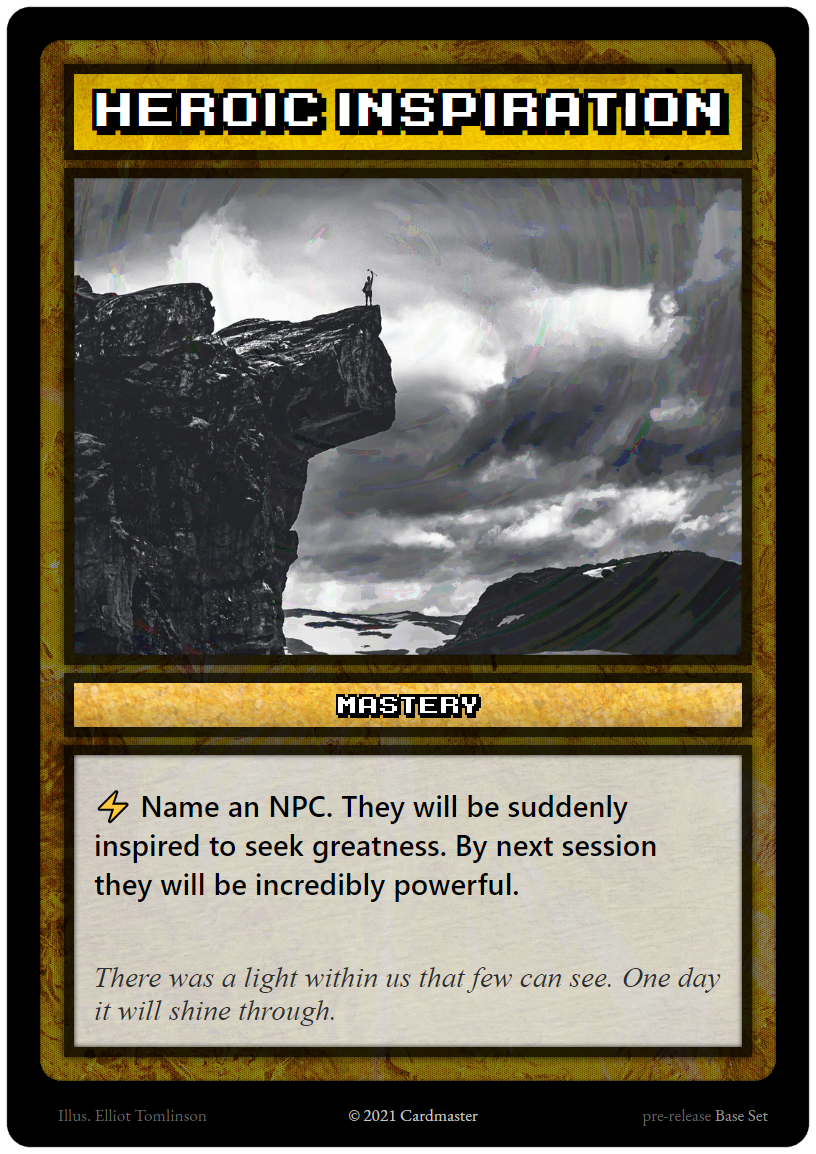 HEROIC INSPIRATION
MASTERY
⚡ Name an NPC. They will be suddenly
inspired to seek greatness. By next session
they will be incredibly powerful.
There was a light within us that few can see. One day
it will shine through.
Illus. Elliot Tomlinson © 2021 Cardmaster pre-release Base Set